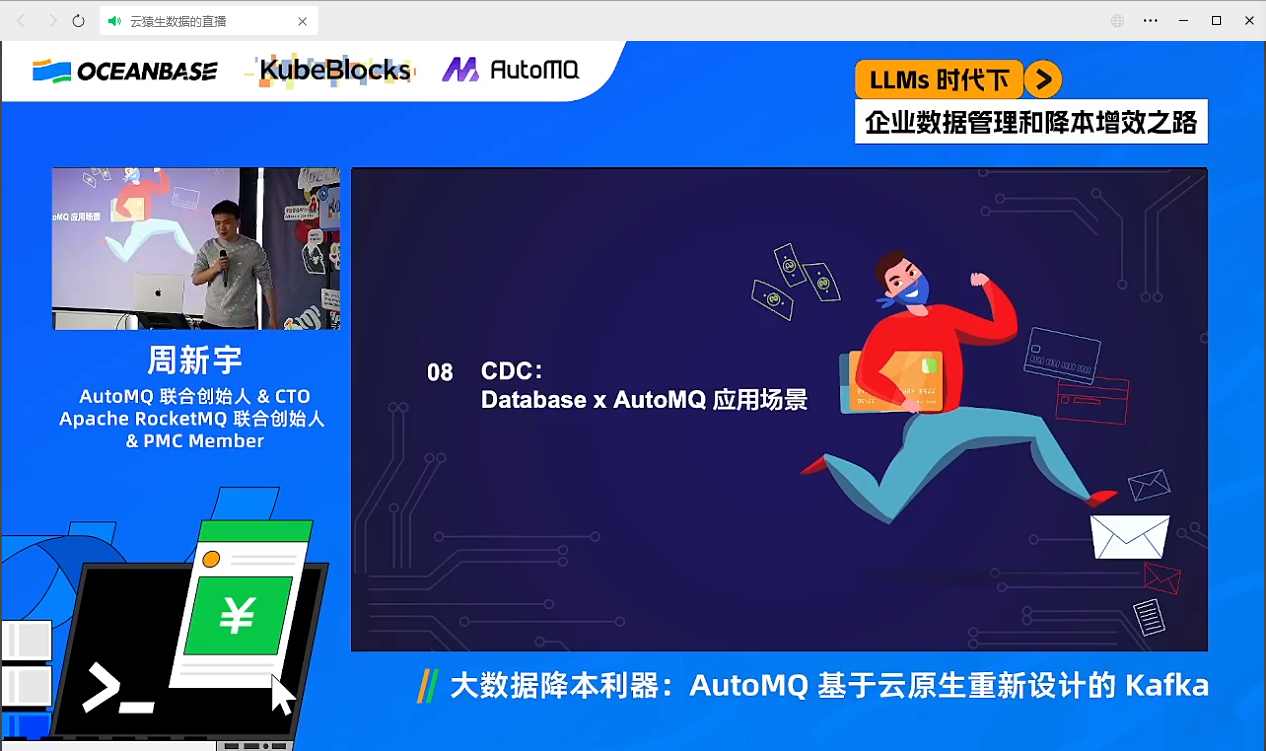 云猿生数据的直播
OCEANBASE
KubeBlocks
AutoMQ
LLMs 时代下
企业数据管理和降本增效之路
oMQ 应用场景
周新宇
AutoMQ 联合创始人 & CTO
Apache RocketMQ 联合创始人
& PMC Member
08 CDC：
Database x AutoMQ 应用场景
¥
大数据降本利器：AutoMQ 基于云原生重新设计的 Kafka